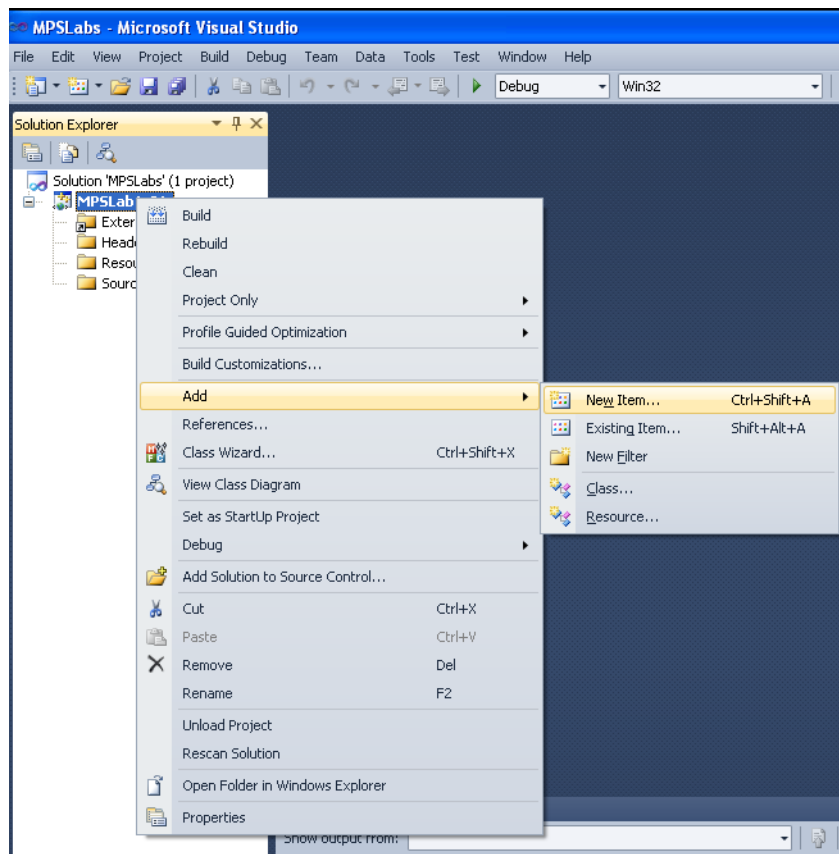 MPSLabs - Microsoft Visual Studio
File Edit View Project Build Debug Team Data Tools Test Window Help
Debug Win32
Solution Explorer
Solution 'MPSLabs' (1 project)
MPSLab
Exter
Head
Resou
Sourc
Build
Rebuild
Clean
Project Only
Profile Guided Optimization
Build Customizations...
Add
References...
Class Wizard... Ctrl+Shift+X
View Class Diagram
Set as StartUp Project
Debug
Add Solution to Source Control...
Cut Ctrl+X
Paste Ctrl+V
Remove Del
Rename F2
Unload Project
Rescan Solution
Open Folder in Windows Explorer
Properties
New Item... Ctrl+Shift+A
Existing Item... Shift+Alt+A
New Filter
Class...
Resource...
Show output from: